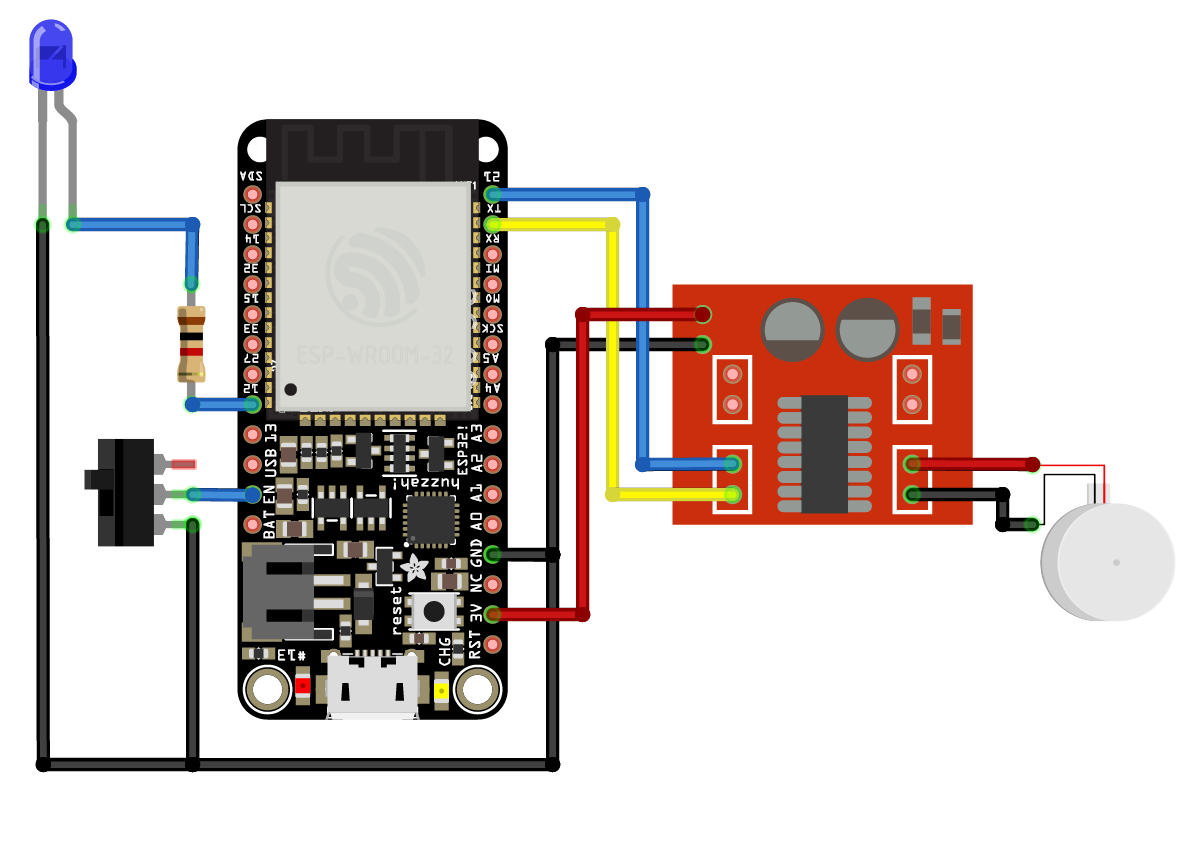 SDA
SCL
14
32
15
33
27
12
13
USB
EN
BAT
ESP-WROOM-32
21
TX
RX
MI
MO
SCK
A5
A4
A3
A2
A1
A0
GND
NC
3V
RST
ESP32!
huzzah!
reset
CHG
#13